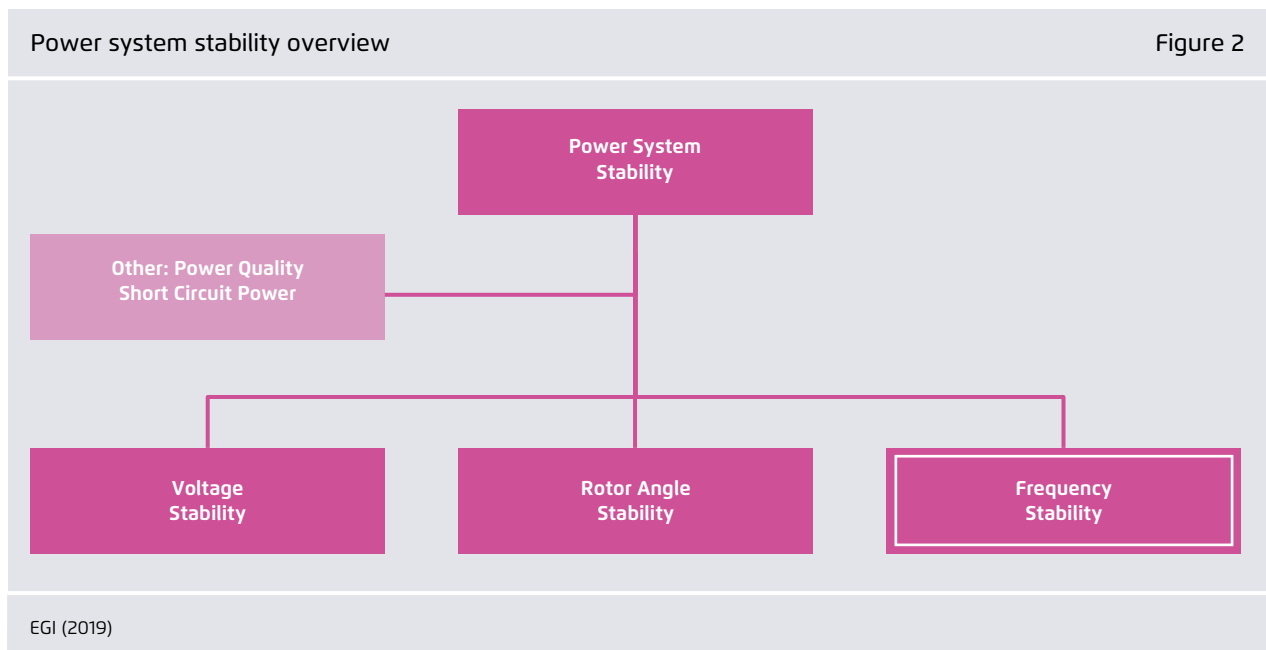 Power system stability overview
Figure 2
Power System
Stability
Other: Power Quality
Short Circuit Power
Voltage
Stability
Rotor Angle
Stability
Frequency
Stability
EGI (2019)